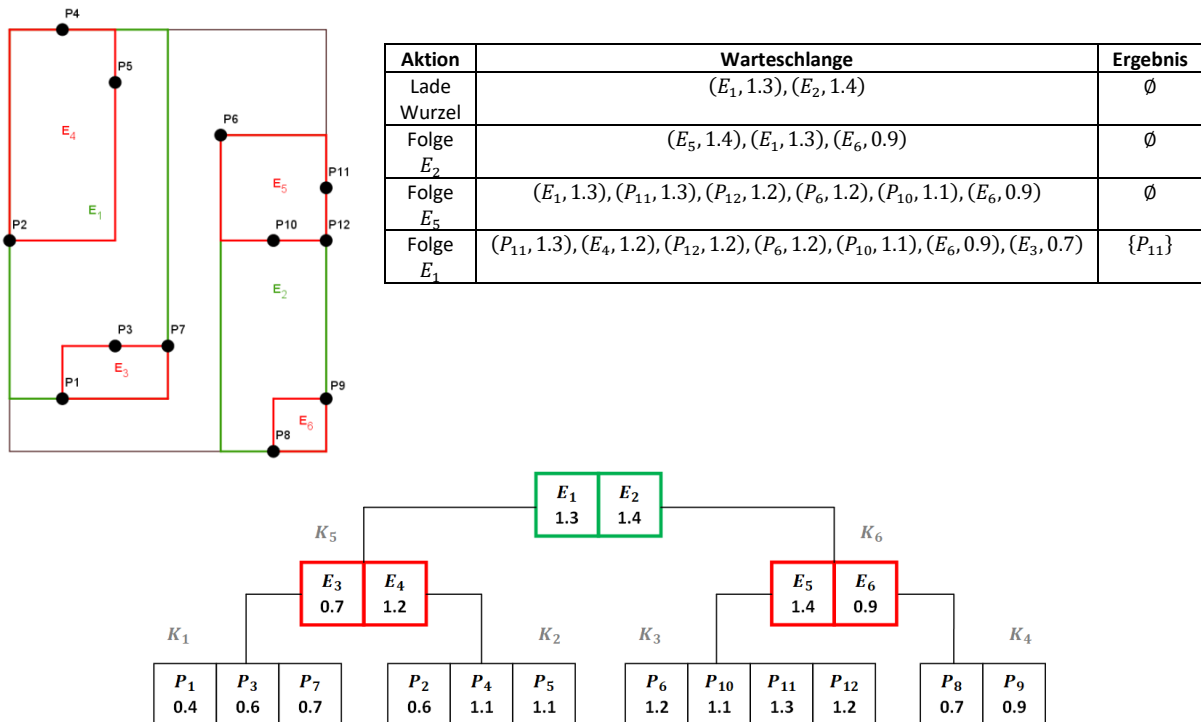 P4
P5
E₄
P6
E₅
P11
P2
E₁
P10
P12
E₂
P3
P7
E₃
P1
P9
E₆
P8
Aktion Warteschlange Ergebnis
Lade (E₁, 1.3), (E₂, 1.4) ∅
Wurzel
Folge (E₅, 1.4), (E₁, 1.3), (E₆, 0.9) ∅
E₂
Folge (E₁, 1.3), (P₁₁, 1.3), (P₁₂, 1.2), (P₆, 1.2), (P₁₀, 1.1), (E₆, 0.9) ∅
E₅
Folge (P₁₁, 1.3), (E₄, 1.2), (P₁₂, 1.2), (P₆, 1.2), (P₁₀, 1.1), (E₆, 0.9), (E₃, 0.7) {P₁₁}
E₁
E₁ E₂
1.3 1.4
K₅ K₆
E₃ E₄ E₅ E₆
0.7 1.2 1.4 0.9
K₁ K₂ K₃ K₄
P₁ P₃ P₇ P₂ P₄ P₅ P₆ P₁₀ P₁₁ P₁₂ P₈ P₉
0.4 0.6 0.7 0.6 1.1 1.1 1.2 1.1 1.3 1.2 0.7 0.9